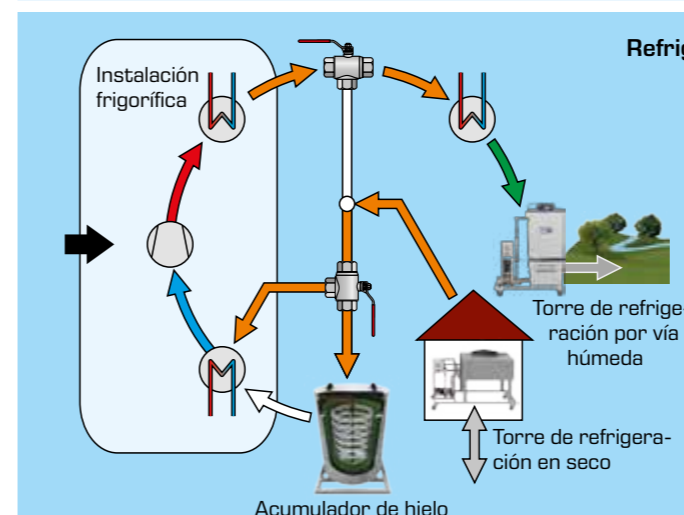 Refrig
Instalación
frigorífica
Torre de refrige-
ración por vía
húmeda
Torre de refrigera-
ción en seco
Acumulador de hielo